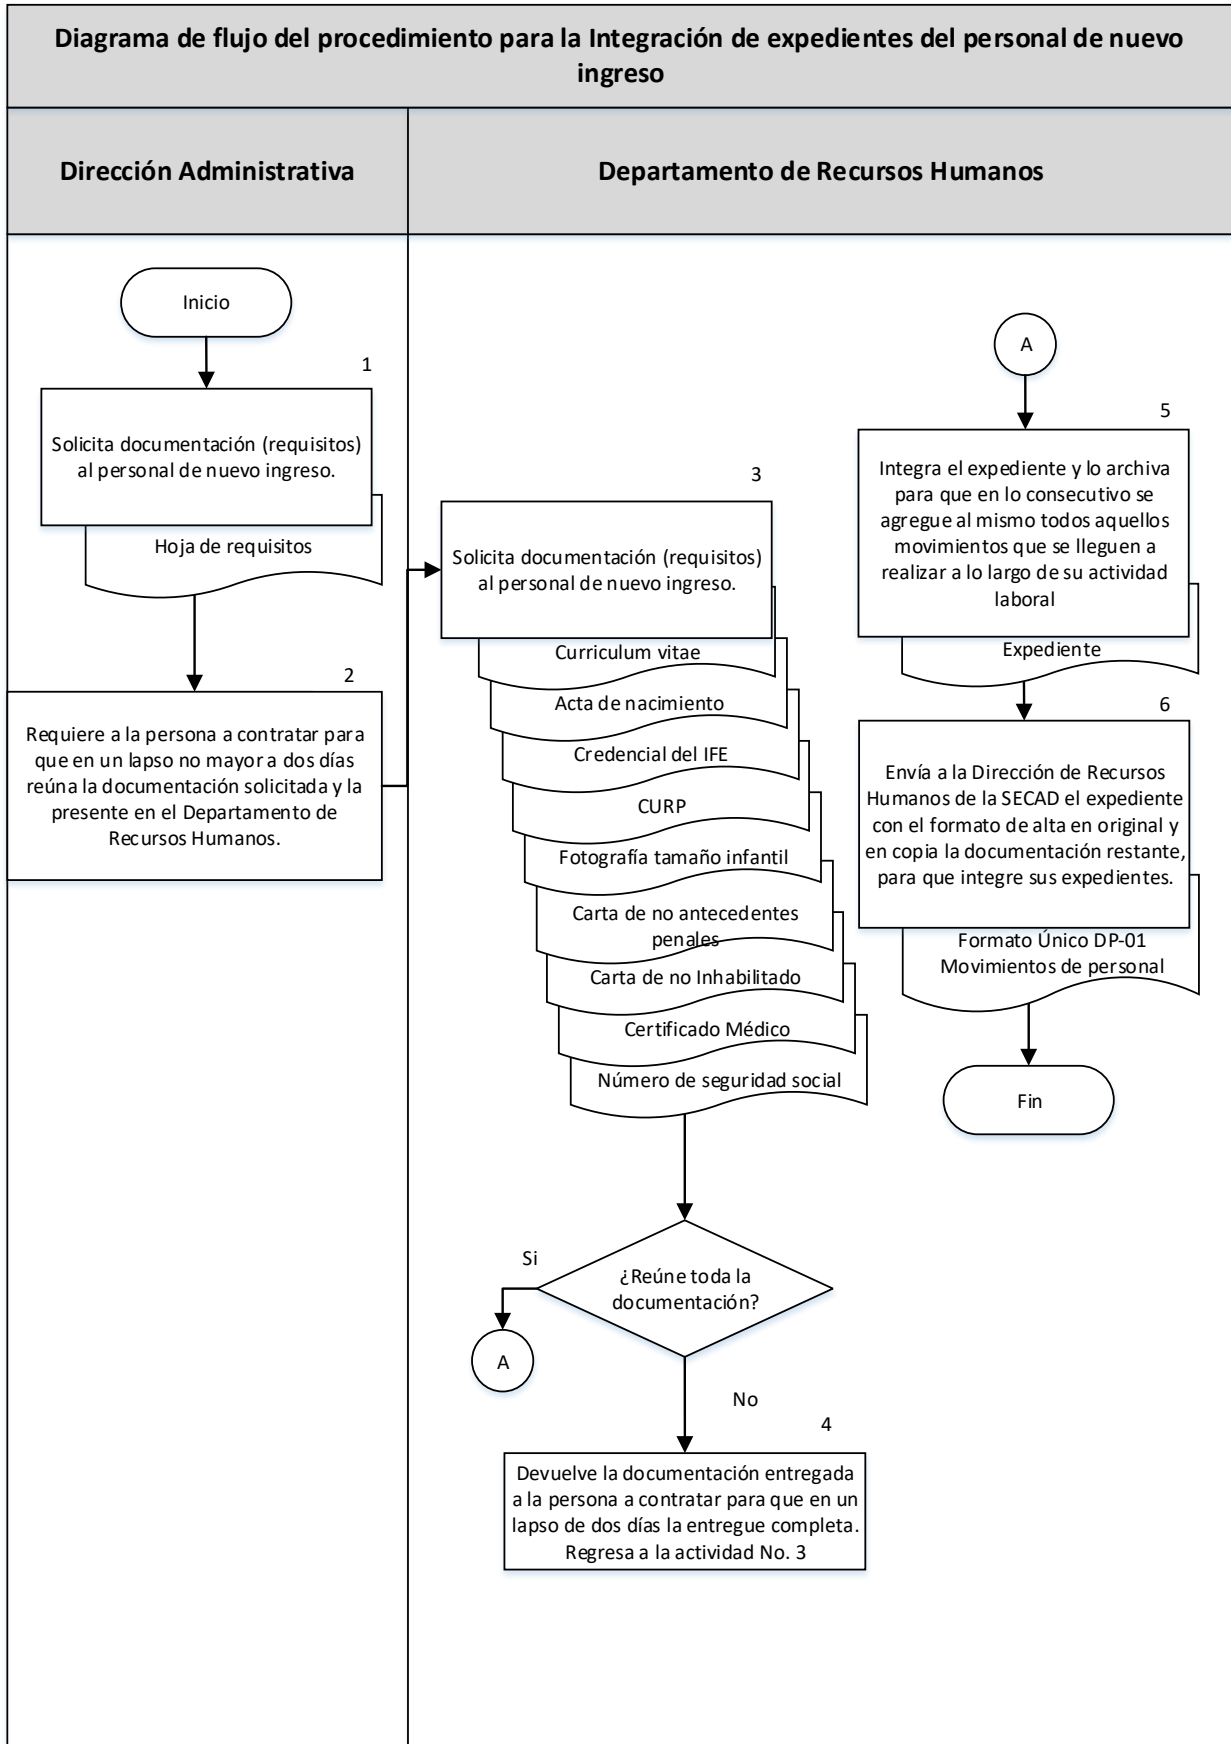 Diagrama de flujo del procedimiento para la Integración de expedientes del personal de nuevo
ingreso
Dirección Administrativa
Departamento de Recursos Humanos
Inicio
1
Solicita documentación (requisitos)
al personal de nuevo ingreso.
Hoja de requisitos
2
Requiere a la persona a contratar para
que en un lapso no mayor a dos días
reúna la documentación solicitada y la
presente en el Departamento de
Recursos Humanos.
3
Solicita documentación (requisitos)
al personal de nuevo ingreso.
Curriculum vitae
Acta de nacimiento
Credencial del IFE
CURP
Fotografía tamaño infantil
Carta de no antecedentes
penales
Carta de no Inhabilitado
Certificado Médico
Número de seguridad social
¿Reúne toda la
documentación?
Si
A
No
4
Devuelve la documentación entregada
a la persona a contratar para que en un
lapso de dos días la entregue completa.
Regresa a la actividad No. 3
A
5
Integra el expediente y lo archiva
para que en lo consecutivo se
agregue al mismo todos aquellos
movimientos que se lleguen a
realizar a lo largo de su actividad
laboral
Expediente
6
Envía a la Dirección de Recursos
Humanos de la SECAD el expediente
con el formato de alta en original y
en copia la documentación restante,
para que integre sus expedientes.
Formato Único DP-01
Movimientos de personal
Fin